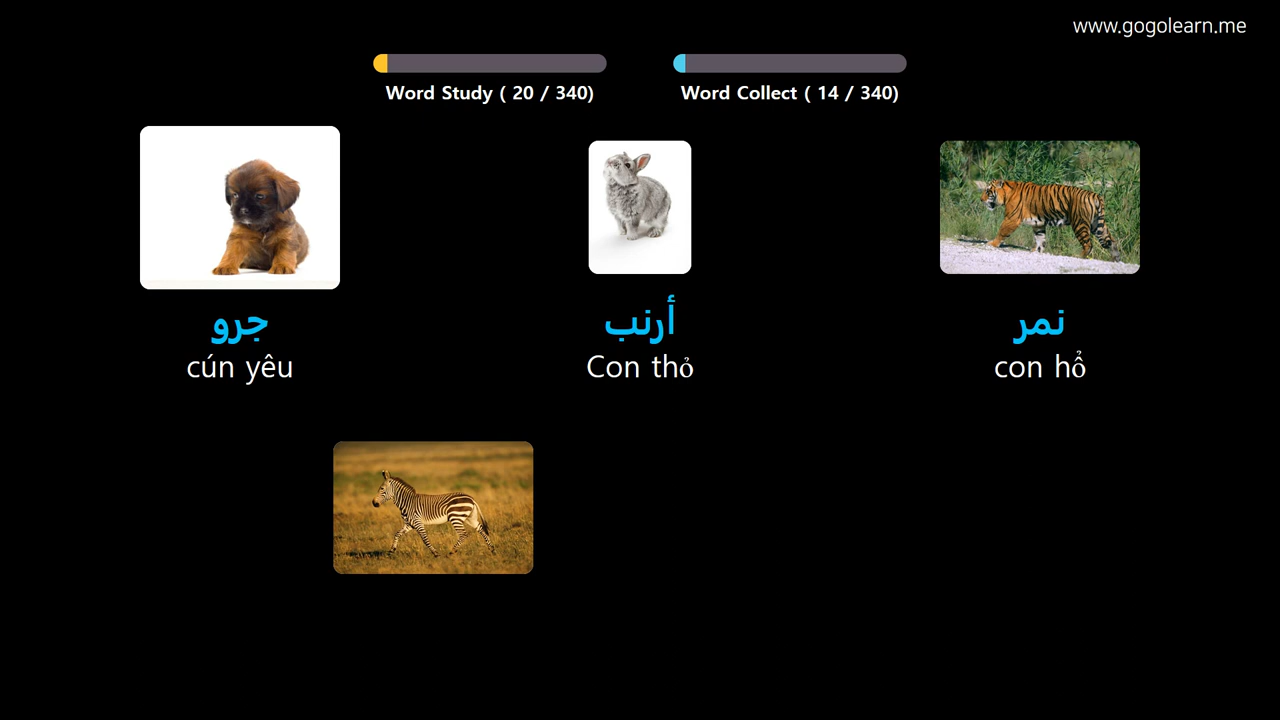 www.gogolearn.me
Word Study ( 20 / 340)
Word Collect ( 14 / 340)
جرو
cún yêu
أرنب
Con thỏ
نمر
con hổ